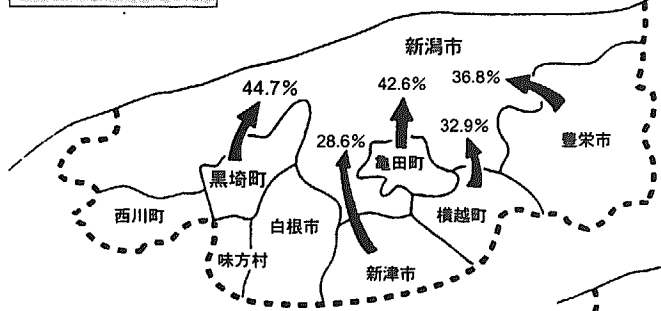 新潟市
44.7%
42.6%
36.8%
28.6%
32.9%
豊栄市
亀田町
黒埼町
西川町
白根市
横越町
味方村
新津市